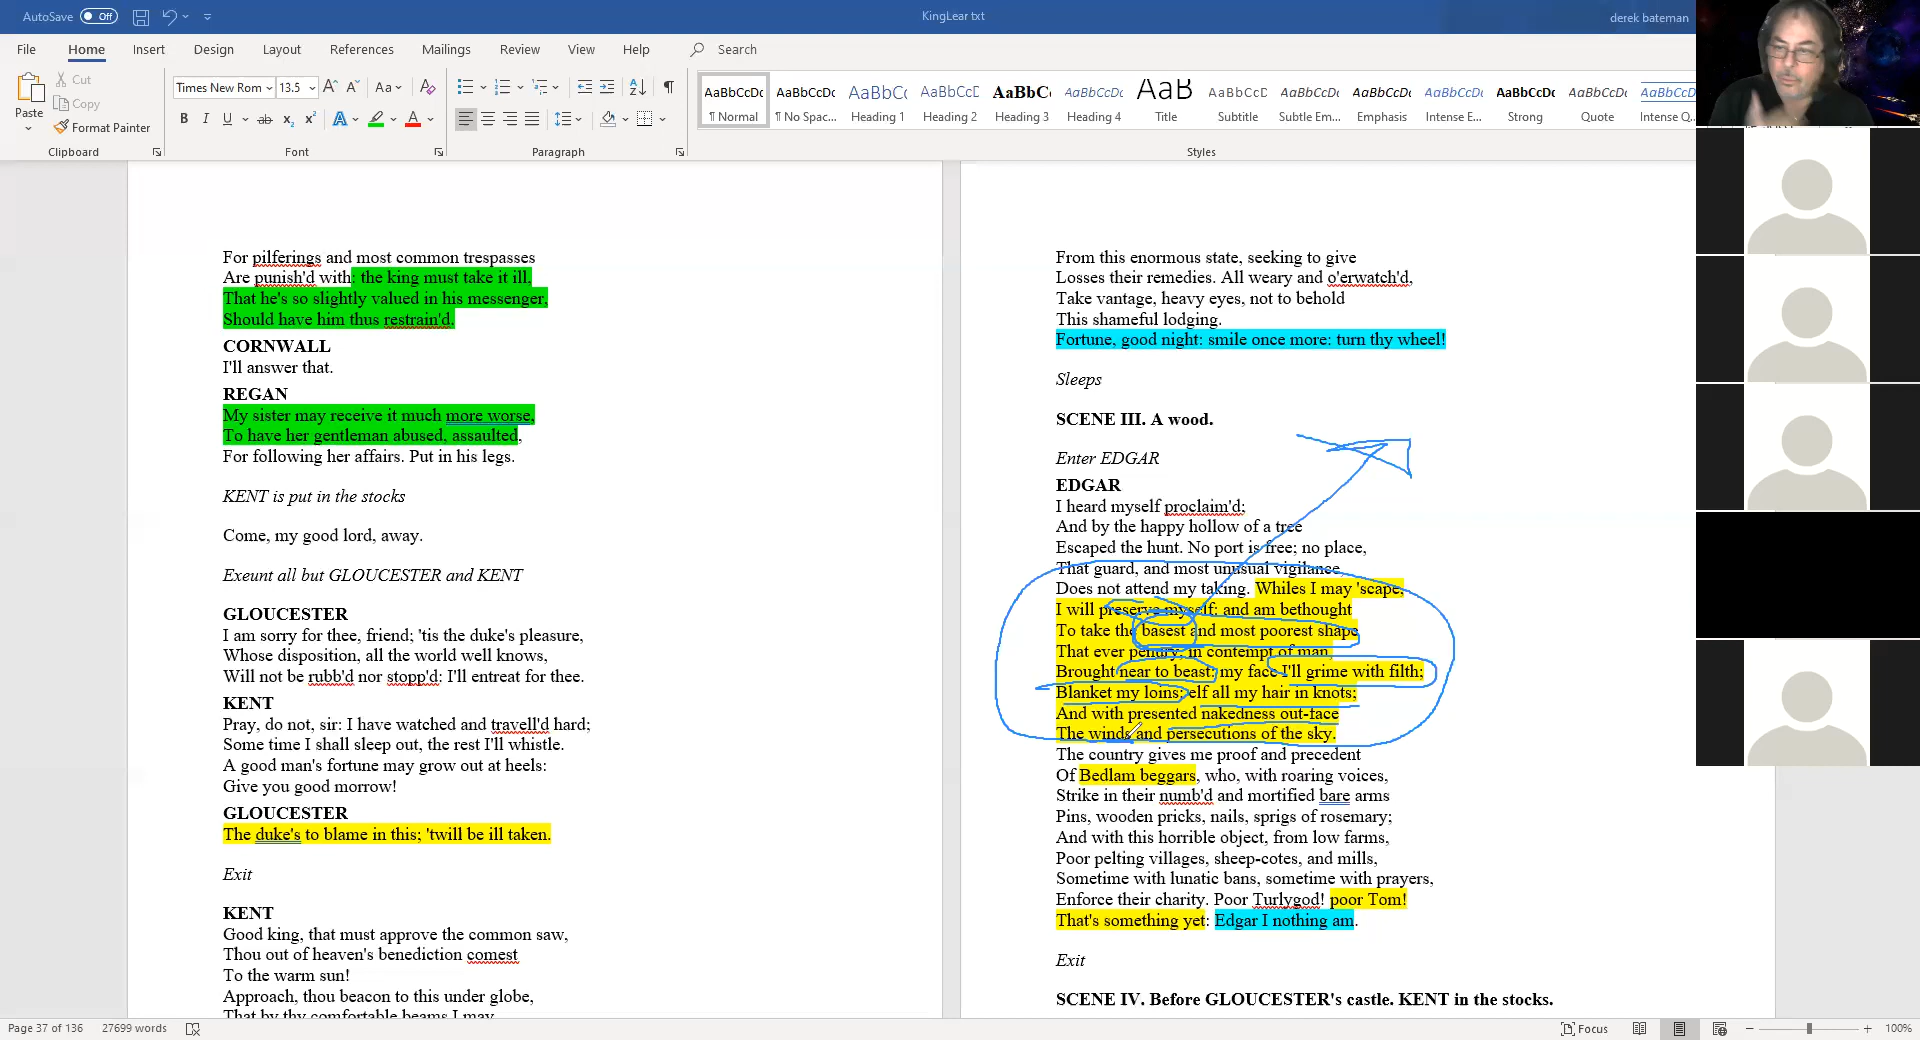 AutoSave Off KingLear txt derek bateman
File Home Insert Design Layout References Mailings Review View Help Search
Paste Cut Copy Format Painter
Times New Rom 13.5
AaBbCcDc AaBbCcDc AaBbCc AaBbCcD AaBbC AaBbCcDc AaB AaBbCcD AaBbCcDc AaBbCcDc AaBbCcDc AaBbCcDc AaBbCcDc AaBbCcDc
¶ Normal ¶ No Spac... Heading 1 Heading 2 Heading 3 Heading 4 Title Subtitle Subtle Em... Emphasis Intense E... Strong Quote Intense Q...
Clipboard Font Paragraph Styles
For pilferings and most common trespasses
Are punish'd with: the king must take it ill,
That he's so slightly valued in his messenger,
Should have him thus restrain'd.
CORNWALL
I'll answer that.
REGAN
My sister may receive it much more worse,
To have her gentleman abused, assaulted,
For following her affairs. Put in his legs.
KENT is put in the stocks
Come, my good lord, away.
Exeunt all but GLOUCESTER and KENT
GLOUCESTER
I am sorry for thee, friend; 'tis the duke's pleasure,
Whose disposition, all the world well knows,
Will not be rubb'd nor stopp'd: I'll entreat for thee.
KENT
Pray, do not, sir: I have watched and travell'd hard;
Some time I shall sleep out, the rest I'll whistle.
A good man's fortune may grow out at heels:
Give you good morrow!
GLOUCESTER
The duke's to blame in this; 'twill be ill taken.
Exit
KENT
Good king, that must approve the common saw,
Thou out of heaven's benediction comest
To the warm sun!
Approach, thou beacon to this under globe,
That by thy comfortable beams I may
From this enormous state, seeking to give
Losses their remedies. All weary and o'erwatch'd,
Take vantage, heavy eyes, not to behold
This shameful lodging.
Fortune, good night: smile once more: turn thy wheel!
Sleeps
SCENE III. A wood.
Enter EDGAR
EDGAR
I heard myself proclaim'd;
And by the happy hollow of a tree
Escaped the hunt. No port is free; no place,
That guard, and most unusual vigilance,
Does not attend my taking. Whiles I may 'scape,
I will preserve myself: and am bethought
To take the basest and most poorest shape
That ever penury, in contempt of man,
Brought near to beast: my face I'll grime with filth;
Blanket my loins; elf all my hair in knots;
And with presented nakedness out-face
The winds and persecutions of the sky.
The country gives me proof and precedent
Of Bedlam beggars, who, with roaring voices,
Strike in their numb'd and mortified bare arms
Pins, wooden pricks, nails, sprigs of rosemary;
And with this horrible object, from low farms,
Poor pelting villages, sheep-cotes, and mills,
Sometime with lunatic bans, sometime with prayers,
Enforce their charity. Poor Turlygod! poor Tom!
That's something yet: Edgar I nothing am.
Exit
SCENE IV. Before GLOUCESTER's castle. KENT in the stocks.
Page 37 of 136 27699 words Focus 100%